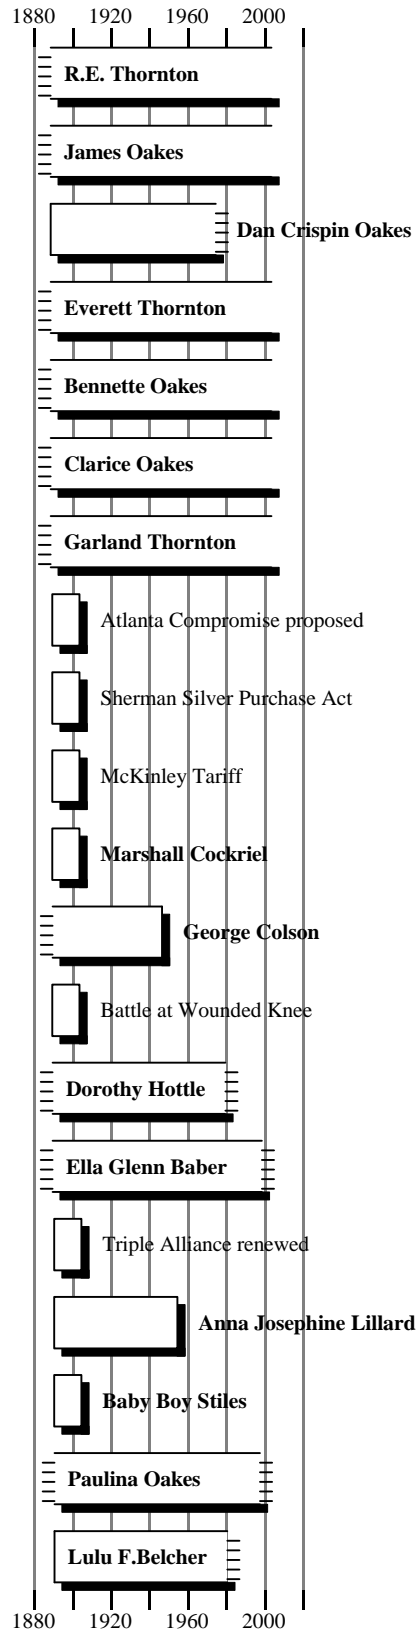 1880 1920 1960 2000
R.E. Thornton
James Oakes
Dan Crispin Oakes
Everett Thornton
Bennette Oakes
Clarice Oakes
Garland Thornton
Atlanta Compromise proposed
Sherman Silver Purchase Act
McKinley Tariff
Marshall Cockriel
George Colson
Battle at Wounded Knee
Dorothy Hottle
Ella Glenn Baber
Triple Alliance renewed
Anna Josephine Lillard
Baby Boy Stiles
Paulina Oakes
Lulu F.Belcher
1880 1920 1960 2000